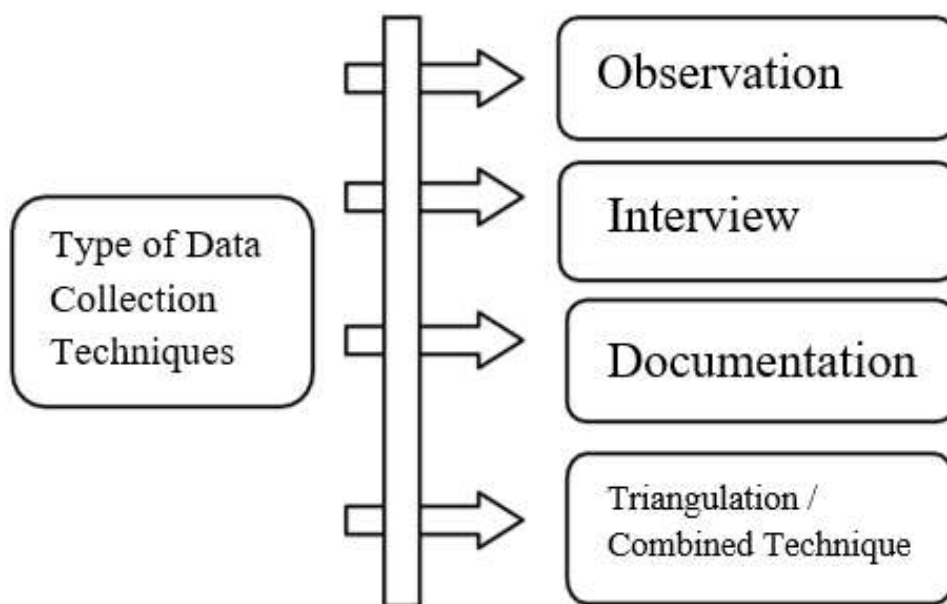 Type of Data
Collection
Techniques
Observation
Interview
Documentation
Triangulation /
Combined Technique